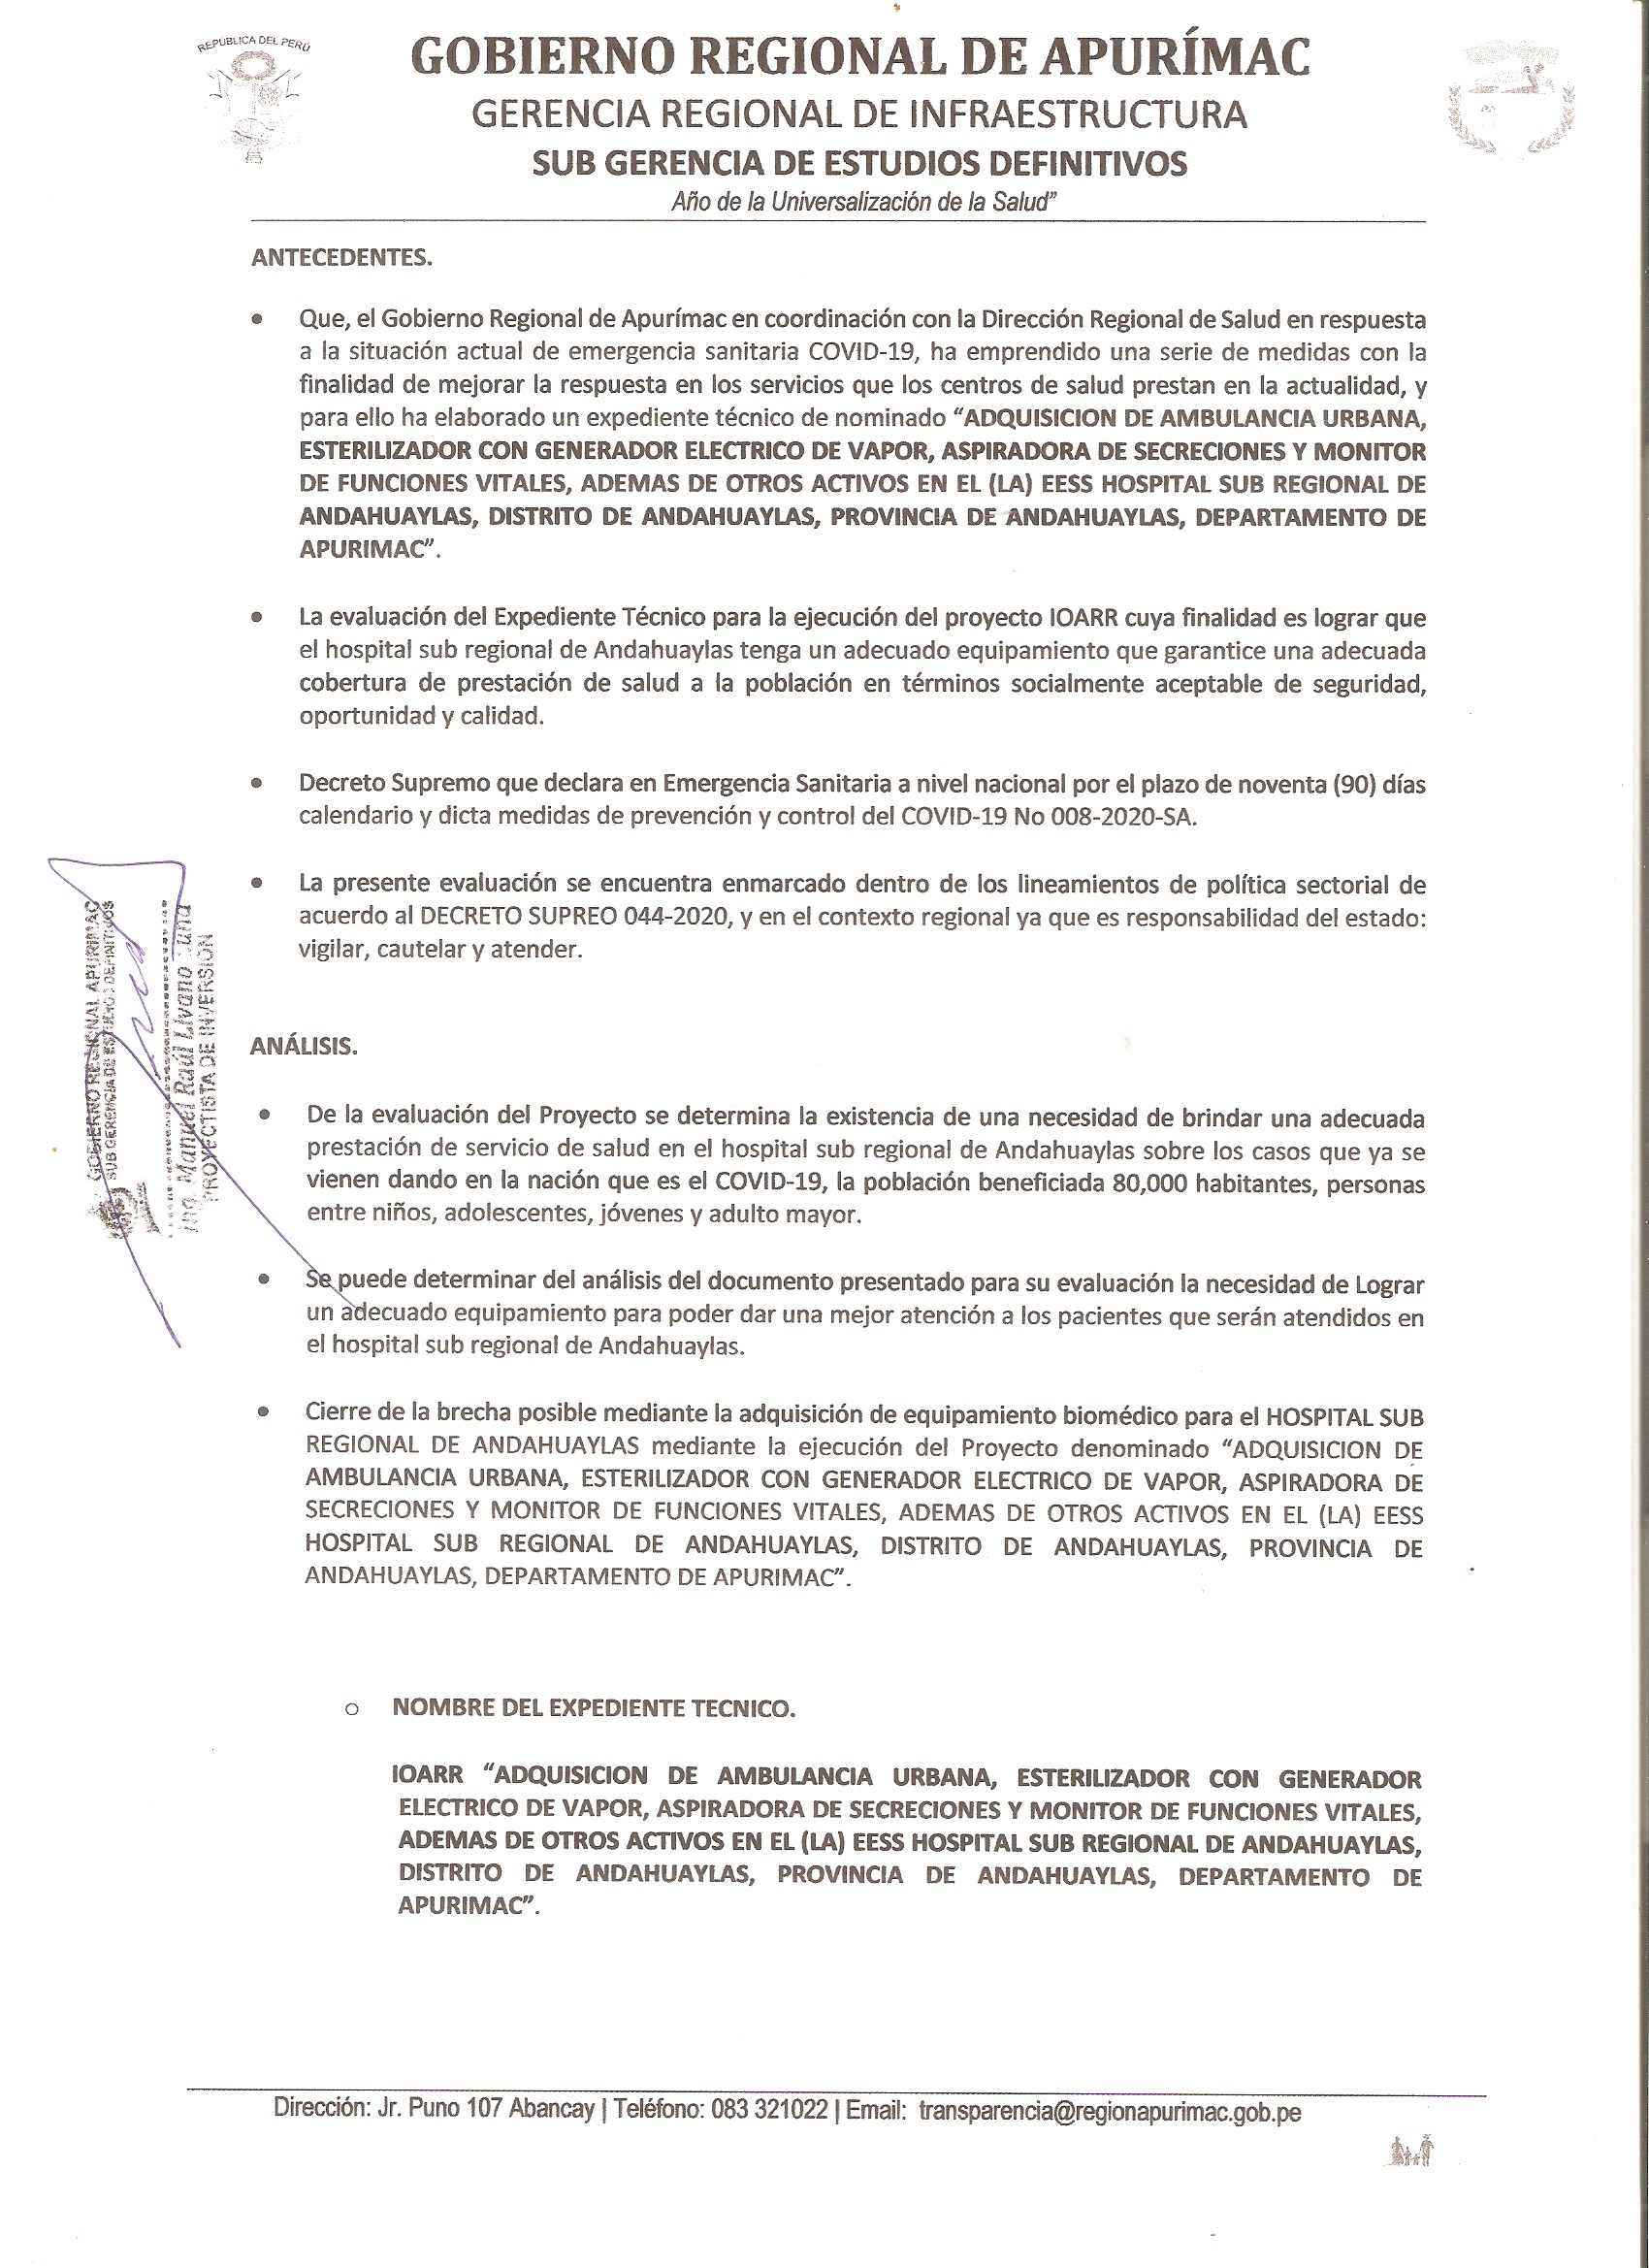 REPÚBLICA DEL PERÚ
GOBIERNO REGIONAL DE APURÍMAC
GERENCIA REGIONAL DE INFRAESTRUCTURA
SUB GERENCIA DE ESTUDIOS DEFINITIVOS
Año de la Universalización de la Salud”
ANTECEDENTES.
• Que, el Gobierno Regional de Apurímac en coordinación con la Dirección Regional de Salud en respuesta
a la situación actual de emergencia sanitaria COVID-19, ha emprendido una serie de medidas con la
finalidad de mejorar la respuesta en los servicios que los centros de salud prestan en la actualidad, y
para ello ha elaborado un expediente técnico de nominado “ADQUISICION DE AMBULANCIA URBANA,
ESTERILIZADOR CON GENERADOR ELECTRICO DE VAPOR, ASPIRADORA DE SECRECIONES Y MONITOR
DE FUNCIONES VITALES, ADEMAS DE OTROS ACTIVOS EN EL (LA) EESS HOSPITAL SUB REGIONAL DE
ANDAHUAYLAS, DISTRITO DE ANDAHUAYLAS, PROVINCIA DE ANDAHUAYLAS, DEPARTAMENTO DE
APURIMAC”.
• La evaluación del Expediente Técnico para la ejecución del proyecto IOARR cuya finalidad es lograr que
el hospital sub regional de Andahuaylas tenga un adecuado equipamiento que garantice una adecuada
cobertura de prestación de salud a la población en términos socialmente aceptable de seguridad,
oportunidad y calidad.
• Decreto Supremo que declara en Emergencia Sanitaria a nivel nacional por el plazo de noventa (90) días
calendario y dicta medidas de prevención y control del COVID-19 No 008-2020-SA.
• La presente evaluación se encuentra enmarcado dentro de los lineamientos de política sectorial de
acuerdo al DECRETO SUPREO 044-2020, y en el contexto regional ya que es responsabilidad del estado:
vigilar, cautelar y atender.
GOBIERNO REGIONAL APURIMAC
SUB GERENCIA DE ESTUDIOS DEFINITIVOS
Ing. Manuel Raúl Livano Luna
PROYECTISTA DE INVERSIÓN
ANÁLISIS.
• De la evaluación del Proyecto se determina la existencia de una necesidad de brindar una adecuada
prestación de servicio de salud en el hospital sub regional de Andahuaylas sobre los casos que ya se
vienen dando en la nación que es el COVID-19, la población beneficiada 80,000 habitantes, personas
entre niños, adolescentes, jóvenes y adulto mayor.
• Se puede determinar del análisis del documento presentado para su evaluación la necesidad de Lograr
un adecuado equipamiento para poder dar una mejor atención a los pacientes que serán atendidos en
el hospital sub regional de Andahuaylas.
• Cierre de la brecha posible mediante la adquisición de equipamiento biomédico para el HOSPITAL SUB
REGIONAL DE ANDAHUAYLAS mediante la ejecución del Proyecto denominado “ADQUISICION DE
AMBULANCIA URBANA, ESTERILIZADOR CON GENERADOR ELECTRICO DE VAPOR, ASPIRADORA DE
SECRECIONES Y MONITOR DE FUNCIONES VITALES, ADEMAS DE OTROS ACTIVOS EN EL (LA) EESS
HOSPITAL SUB REGIONAL DE ANDAHUAYLAS, DISTRITO DE ANDAHUAYLAS, PROVINCIA DE
ANDAHUAYLAS, DEPARTAMENTO DE APURIMAC”.
o NOMBRE DEL EXPEDIENTE TECNICO.
IOARR “ADQUISICION DE AMBULANCIA URBANA, ESTERILIZADOR CON GENERADOR
ELECTRICO DE VAPOR, ASPIRADORA DE SECRECIONES Y MONITOR DE FUNCIONES VITALES,
ADEMAS DE OTROS ACTIVOS EN EL (LA) EESS HOSPITAL SUB REGIONAL DE ANDAHUAYLAS,
DISTRITO DE ANDAHUAYLAS, PROVINCIA DE ANDAHUAYLAS, DEPARTAMENTO DE
APURIMAC”.
Dirección: Jr. Puno 107 Abancay | Teléfono: 083 321022 | Email: transparencia@regionapurimac.gob.pe